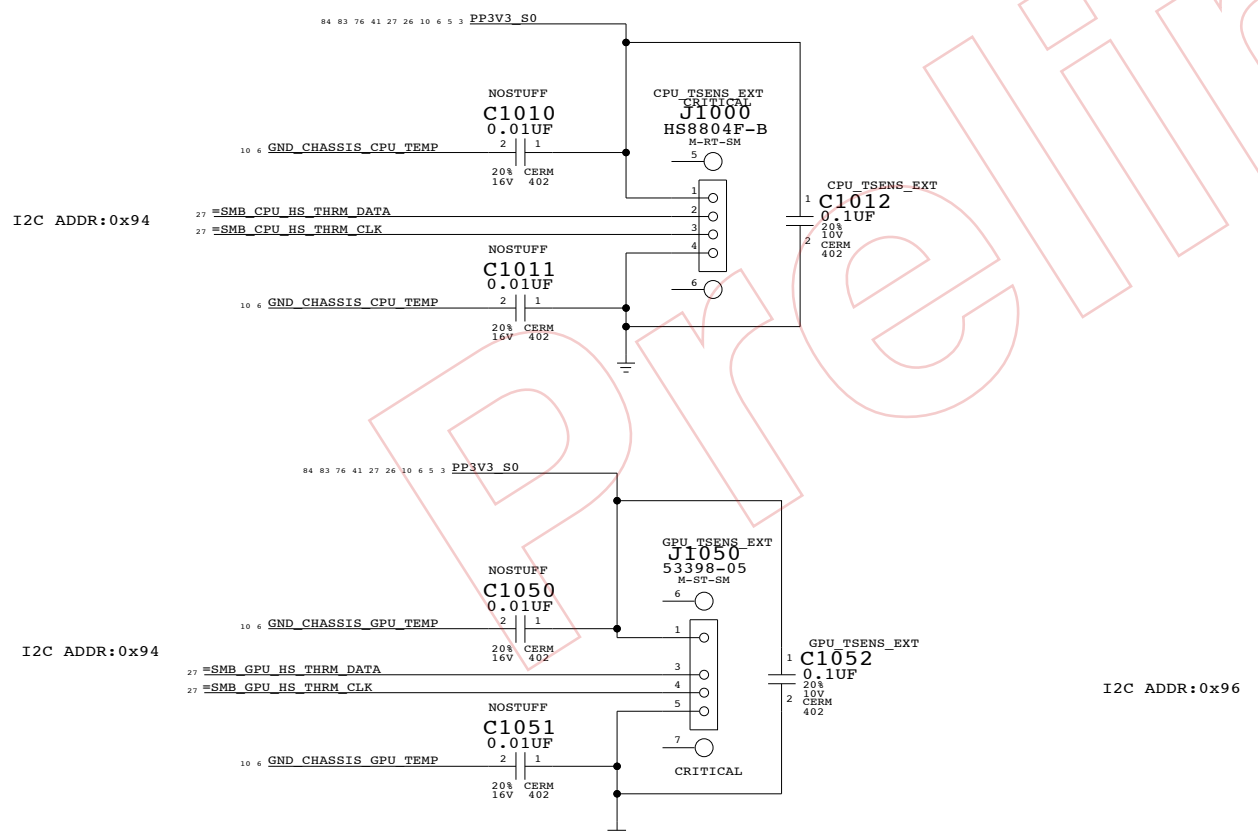 84 83 76 41 27 26 10 6 5 3 PP3V3_S0
NOSTUFF
C1010
0.01UF
10 6 GND_CHASSIS_CPU_TEMP 2 1
20% CERM
16V 402
CPU_TSENS_EXT
CRITICAL
J1000
HS8804F-B
M-RT-SM
5
1
2
3
4
6
I2C ADDR:0x94
27 =SMB_CPU_HS_THRM_DATA
27 =SMB_CPU_HS_THRM_CLK
CPU_TSENS_EXT
1 C1012
0.1UF
20%
10V
2 CERM
402
NOSTUFF
C1011
0.01UF
10 6 GND_CHASSIS_CPU_TEMP 2 1
20% CERM
16V 402
Prelin
84 83 76 41 27 26 10 6 5 3 PP3V3_S0
GPU_TSENS_EXT
J1050
53398-05
M-ST-SM
6
1
3
4
5
7
CRITICAL
NOSTUFF
C1050
0.01UF
10 6 GND_CHASSIS_GPU_TEMP 2 1
20% CERM
16V 402
I2C ADDR:0x94
27 =SMB_GPU_HS_THRM_DATA
27 =SMB_GPU_HS_THRM_CLK
GPU_TSENS_EXT
1 C1052
0.1UF
20%
10V
2 CERM
402
I2C ADDR:0x96
NOSTUFF
C1051
0.01UF
10 6 GND_CHASSIS_GPU_TEMP 2 1
20% CERM
16V 402